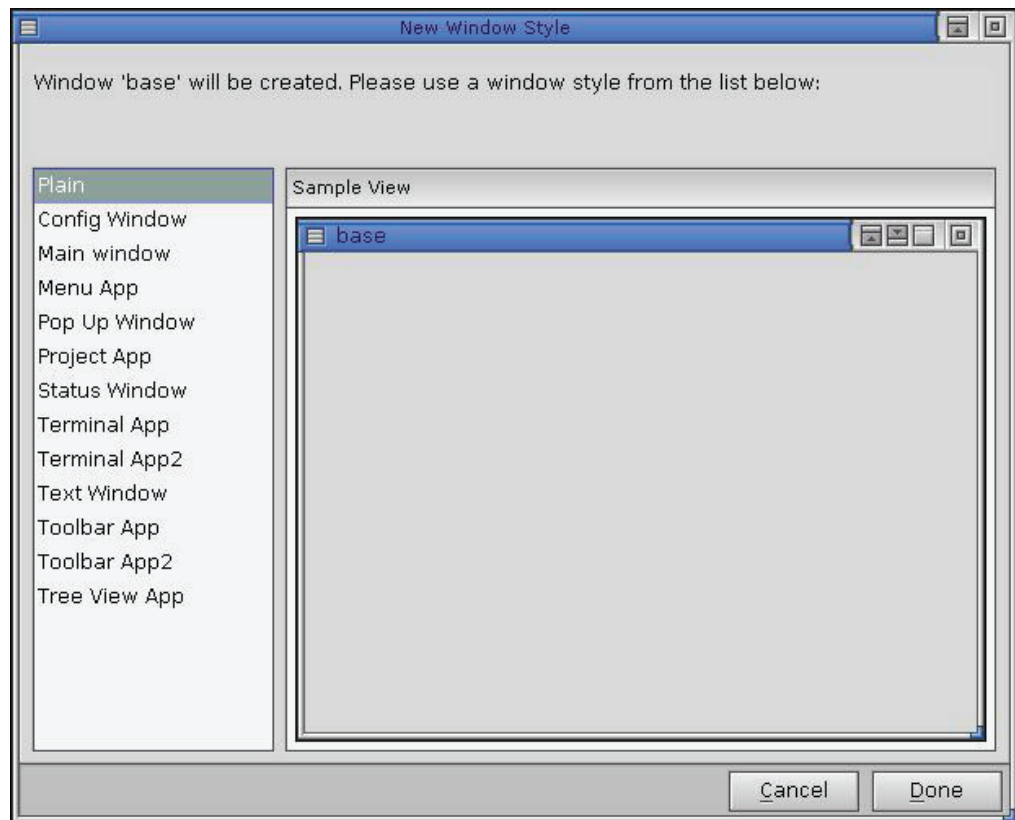 New Window Style
Window 'base' will be created. Please use a window style from the list below:
Plain
Config Window
Main window
Menu App
Pop Up Window
Project App
Status Window
Terminal App
Terminal App2
Text Window
Toolbar App
Toolbar App2
Tree View App
Sample View
base
Cancel
Done